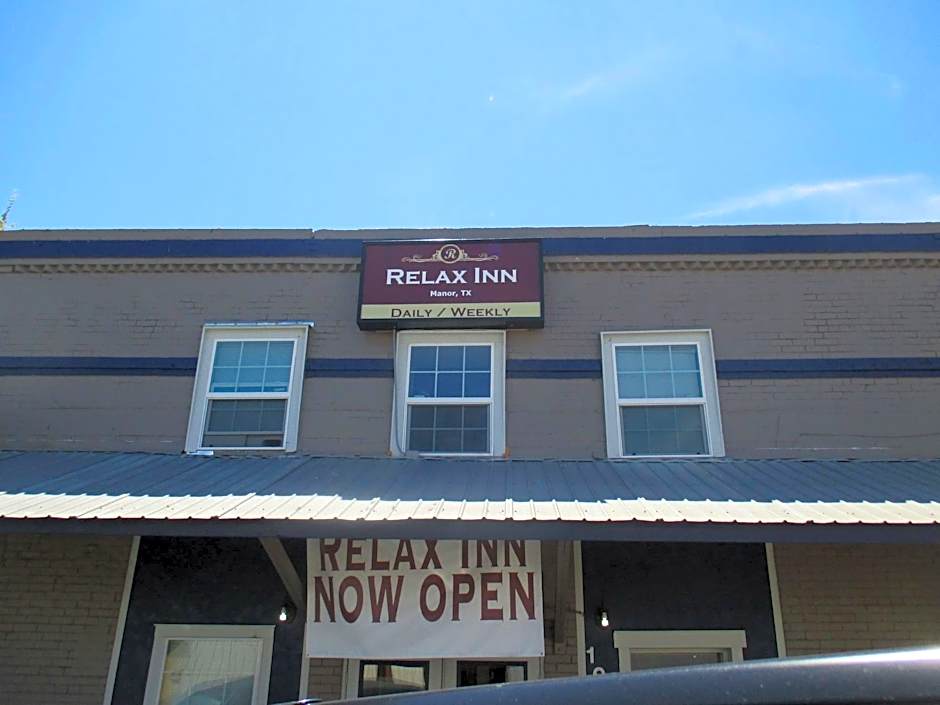 R
RELAX INN
Manor, TX
DAILY / WEEKLY
RELAX INN
NOW OPEN